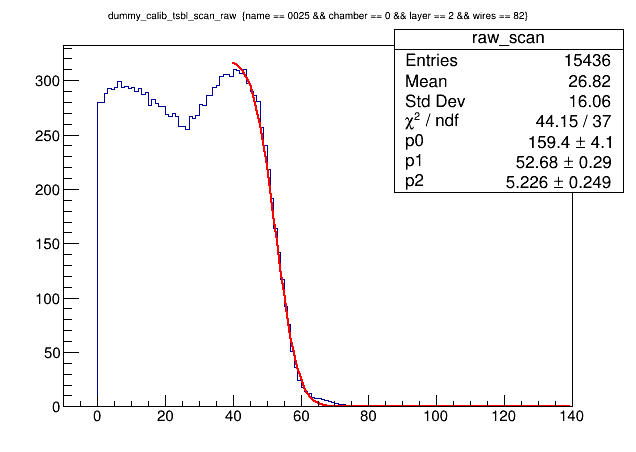 dummy_calib_tsbl_scan_raw {name == 0025 && chamber == 0 && layer == 2 && wires == 82}
raw_scan
Entries 15436
Mean 26.82
Std Dev 16.06
χ² / ndf 44.15 / 37
p0 159.4 ± 4.1
p1 52.68 ± 0.29
p2 5.226 ± 0.249
300
250
200
150
100
50
0
0 20 40 60 80 100 120 140